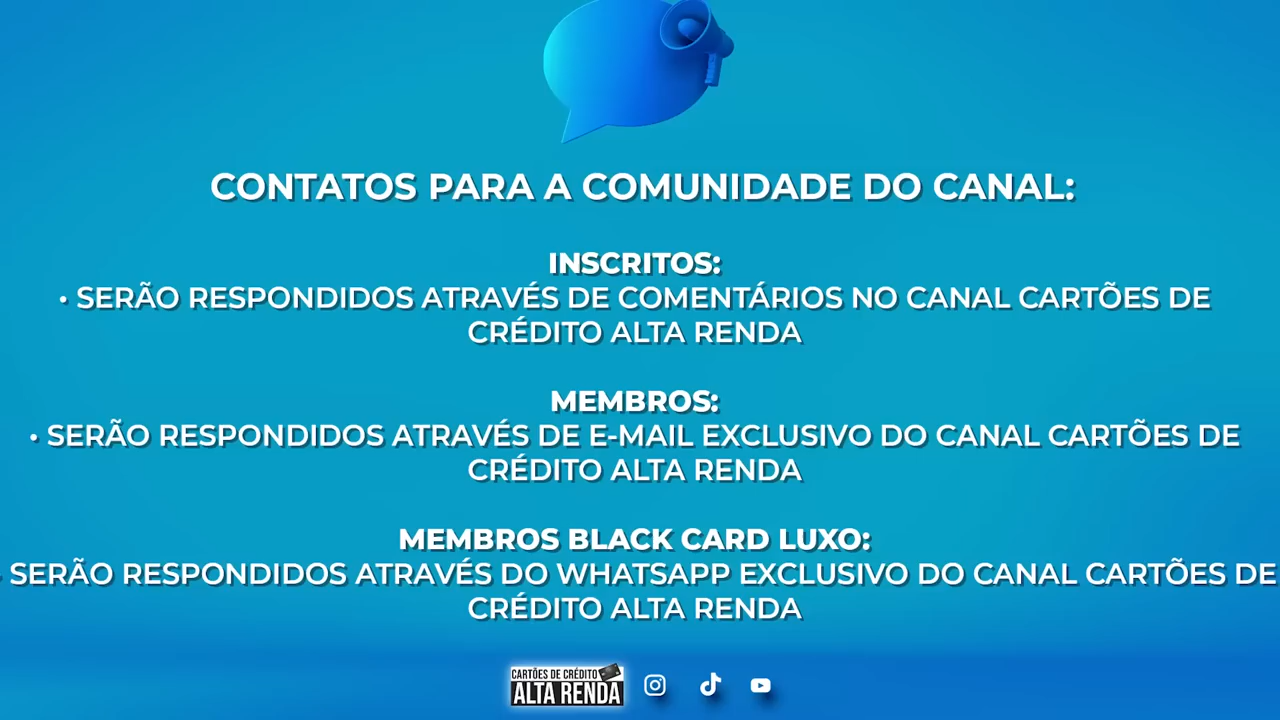 CONTATOS PARA A COMUNIDADE DO CANAL:
INSCRITOS:
• SERÃO RESPONDIDOS ATRAVÉS DE COMENTÁRIOS NO CANAL CARTÕES DE
CRÉDITO ALTA RENDA
MEMBROS:
• SERÃO RESPONDIDOS ATRAVÉS DE E-MAIL EXCLUSIVO DO CANAL CARTÕES DE
CRÉDITO ALTA RENDA
MEMBROS BLACK CARD LUXO:
SERÃO RESPONDIDOS ATRAVÉS DO WHATSAPP EXCLUSIVO DO CANAL CARTÕES DE
CRÉDITO ALTA RENDA
CARTÕES DE CRÉDITO
ALTA RENDA